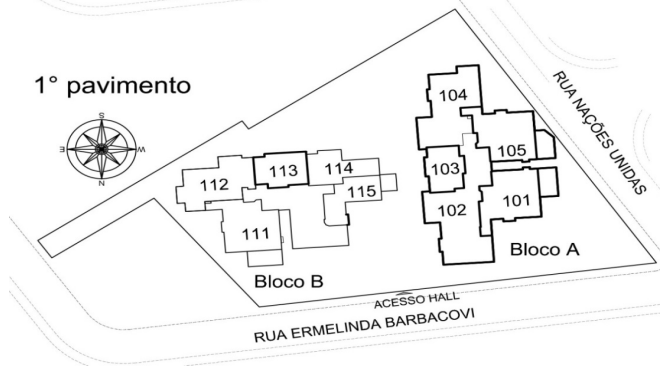 1° pavimento
S
E
W
N
RUA NAÇÕES UNIDAS
104
105
103
101
102
112
113
114
115
111
Bloco A
Bloco B
ACESSO HALL
RUA ERMELINDA BARBACOVI